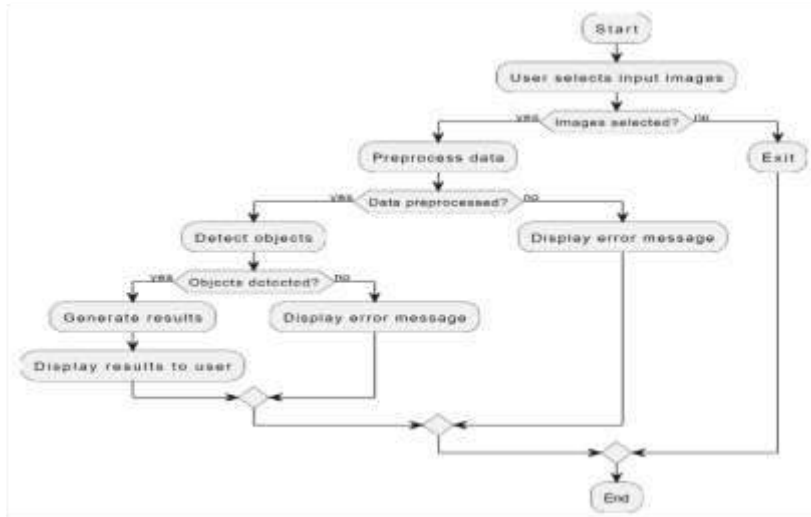 Start
User selects input images
yes
Images selected?
no
Preprocess data
Exit
yes
Data preprocessed?
no
Detect objects
Display error message
yes
Objects detected?
no
Generate results
Display error message
Display results to user
End